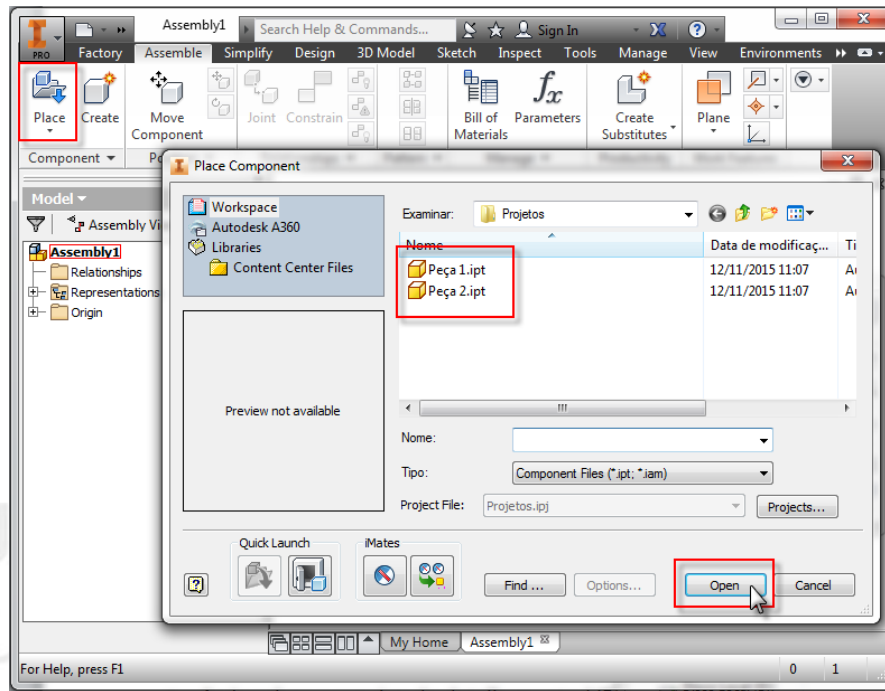 Assembly1 Search Help & Commands... Sign In
PRO Factory Assemble Simplify Design 3D Model Sketch Inspect Tools Manage View Environments
Place Create Move Component Joint Constrain Bill of Materials Parameters Create Substitutes Plane
Component
Place Component
Model
Assembly Vi
Assembly1
Relationships
Representations
Origin
Workspace
Autodesk A360
Libraries
Content Center Files
Preview not available
Examinar: Projetos
Nome Data de modificaç... Ti
Peça 1.ipt 12/11/2015 11:07
Peça 2.ipt 12/11/2015 11:07
Nome:
Tipo: Component Files (*.ipt; *.iam)
Project File: Projetos.ipj Projects...
Quick Launch iMates
Find ... Options... Open Cancel
My Home Assembly1
For Help, press F1 0 1